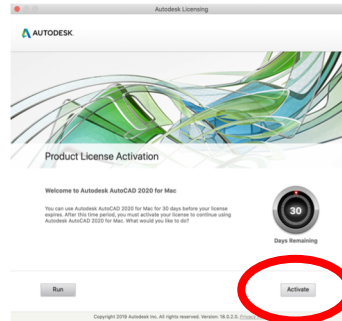 Autodesk Licensing
AUTODESK.
Product License Activation
Welcome to Autodesk AutoCAD 2020 for Mac
You can use Autodesk AutoCAD 2020 for Mac for 30 days before your license
expires. After this time period, you must activate your license to continue using
Autodesk AutoCAD 2020 for Mac. What would you like to do?
30
Days Remaining
Run
Activate
Copyright 2019 Autodesk Inc. All rights reserved. Version: 18.0.2.0. Privacy